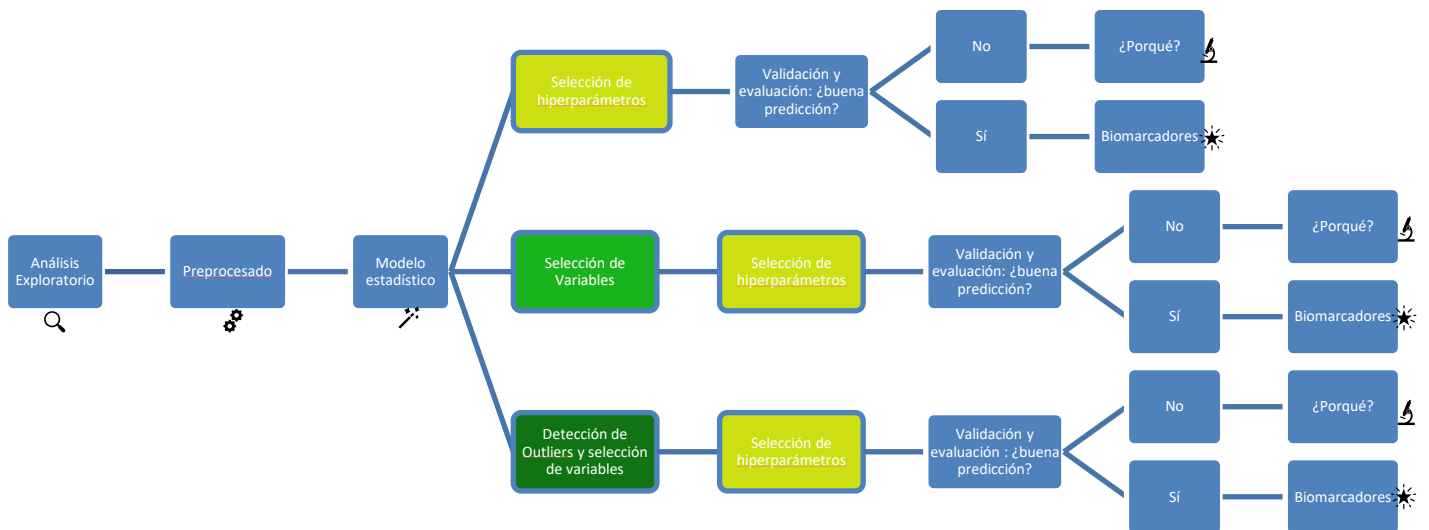 Análisis
Exploratorio
Preprocesado
Modelo
estadístico
Selección de
hiperparámetros
Validación y
evaluación: ¿buena
predicción?
No
¿Porqué?
Sí
Biomarcadores
Selección de
Variables
Selección de
hiperparámetros
Validación y
evaluación: ¿buena
predicción?
No
¿Porqué?
Sí
Biomarcadores
Detección de
Outliers y selección
de variables
Selección de
hiperparámetros
Validación y
evaluación : ¿buena
predicción?
No
¿Porqué?
Sí
Biomarcadores